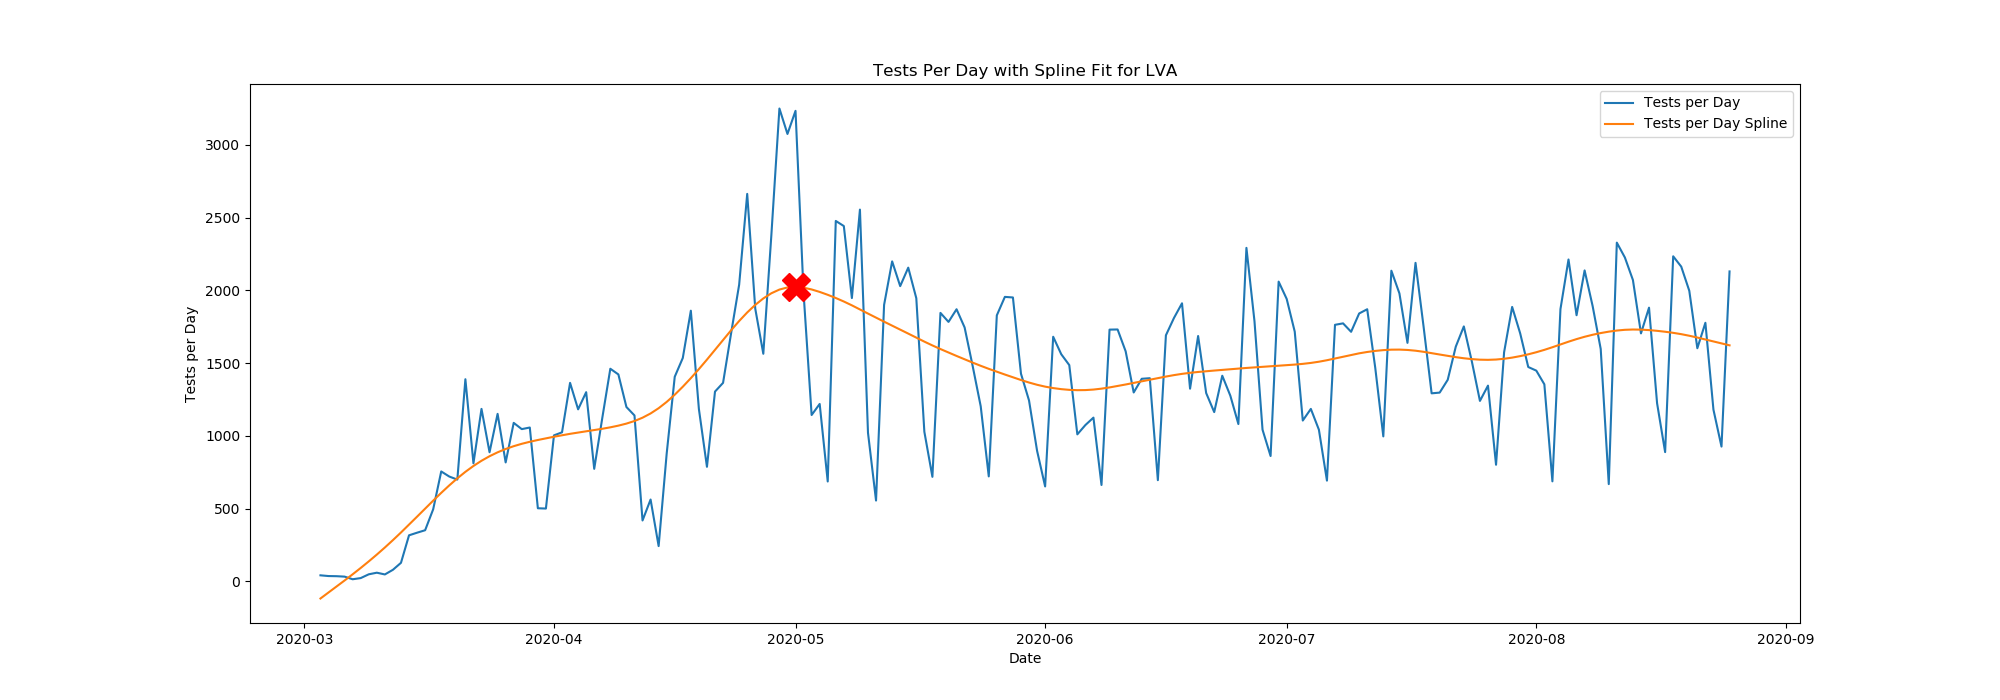 Tests Per Day with Spline Fit for LVA
Tests per Day
Tests per Day Spline
Tests per Day
3000
2500
2000
1500
1000
500
0
2020-03
2020-04
2020-05
2020-06
2020-07
2020-08
2020-09
Date